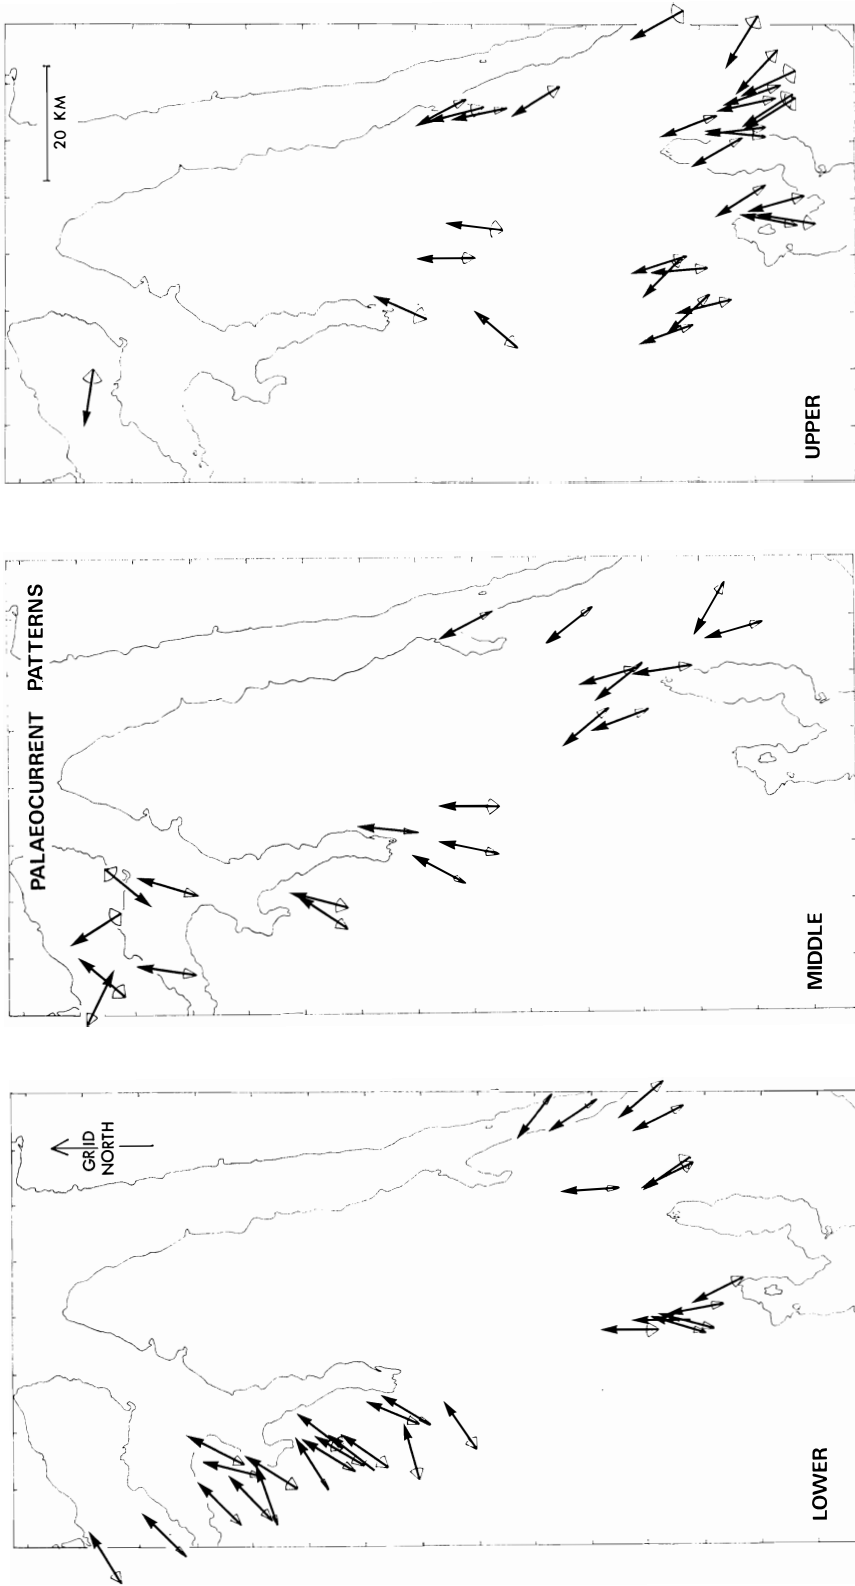 PALAEOCURRENT PATTERNS
20 KM
UPPER
MIDDLE
GRID
NORTH
LOWER